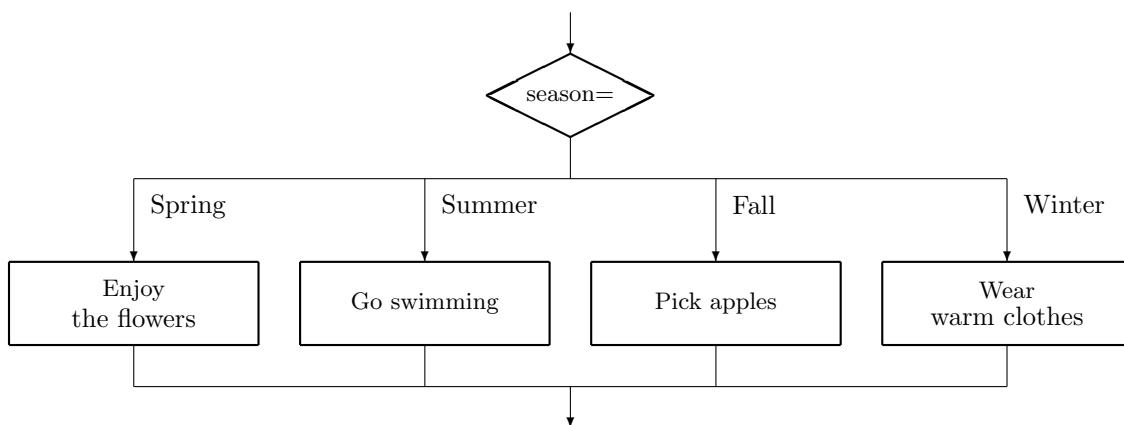 season=
Spring
Summer
Fall
Winter
Enjoy
the flowers
Go swimming
Pick apples
Wear
warm clothes